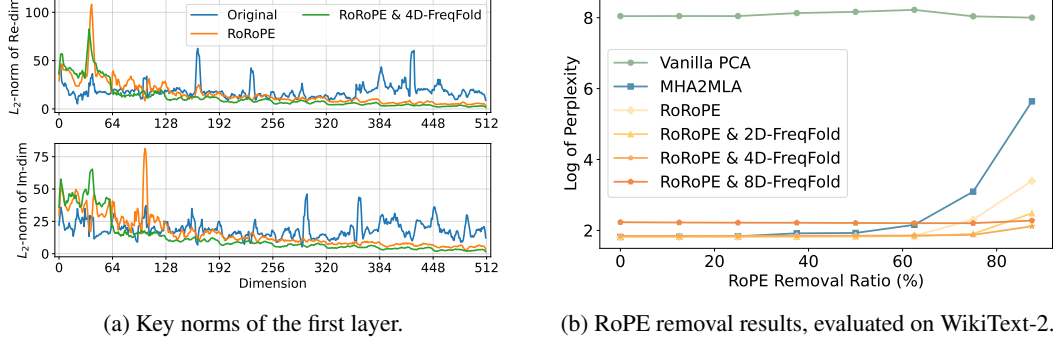 100
50
0
L₂-norm of Re-dim
Original
RoRoPE
RoRoPE & 4D-FreqFold
0 64 128 192 256 320 384 448 512
75
50
25
0
L₂-norm of Im-dim
0 64 128 192 256 320 384 448 512
Dimension
(a) Key norms of the first layer.
8
6
4
2
Log of Perplexity
Vanilla PCA
MHA2MLA
RoRoPE
RoRoPE & 2D-FreqFold
RoRoPE & 4D-FreqFold
RoRoPE & 8D-FreqFold
0 20 40 60 80
RoPE Removal Ratio (%)
(b) RoPE removal results, evaluated on WikiText-2.